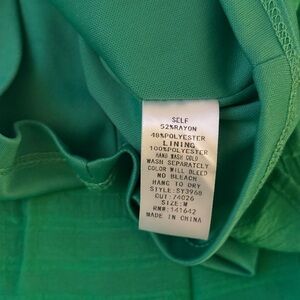 SELF
52%RAYON
48%POLYESTER
LINING
100%POLYESTER
HAND WASH COLD
WASH SEPARATELY
COLOR WILL BLEED
NO BLEACH
HANG TO DRY
STYLE:SY3968
CUT:74026
SIZE:M
RN#:141642
MADE IN CHINA